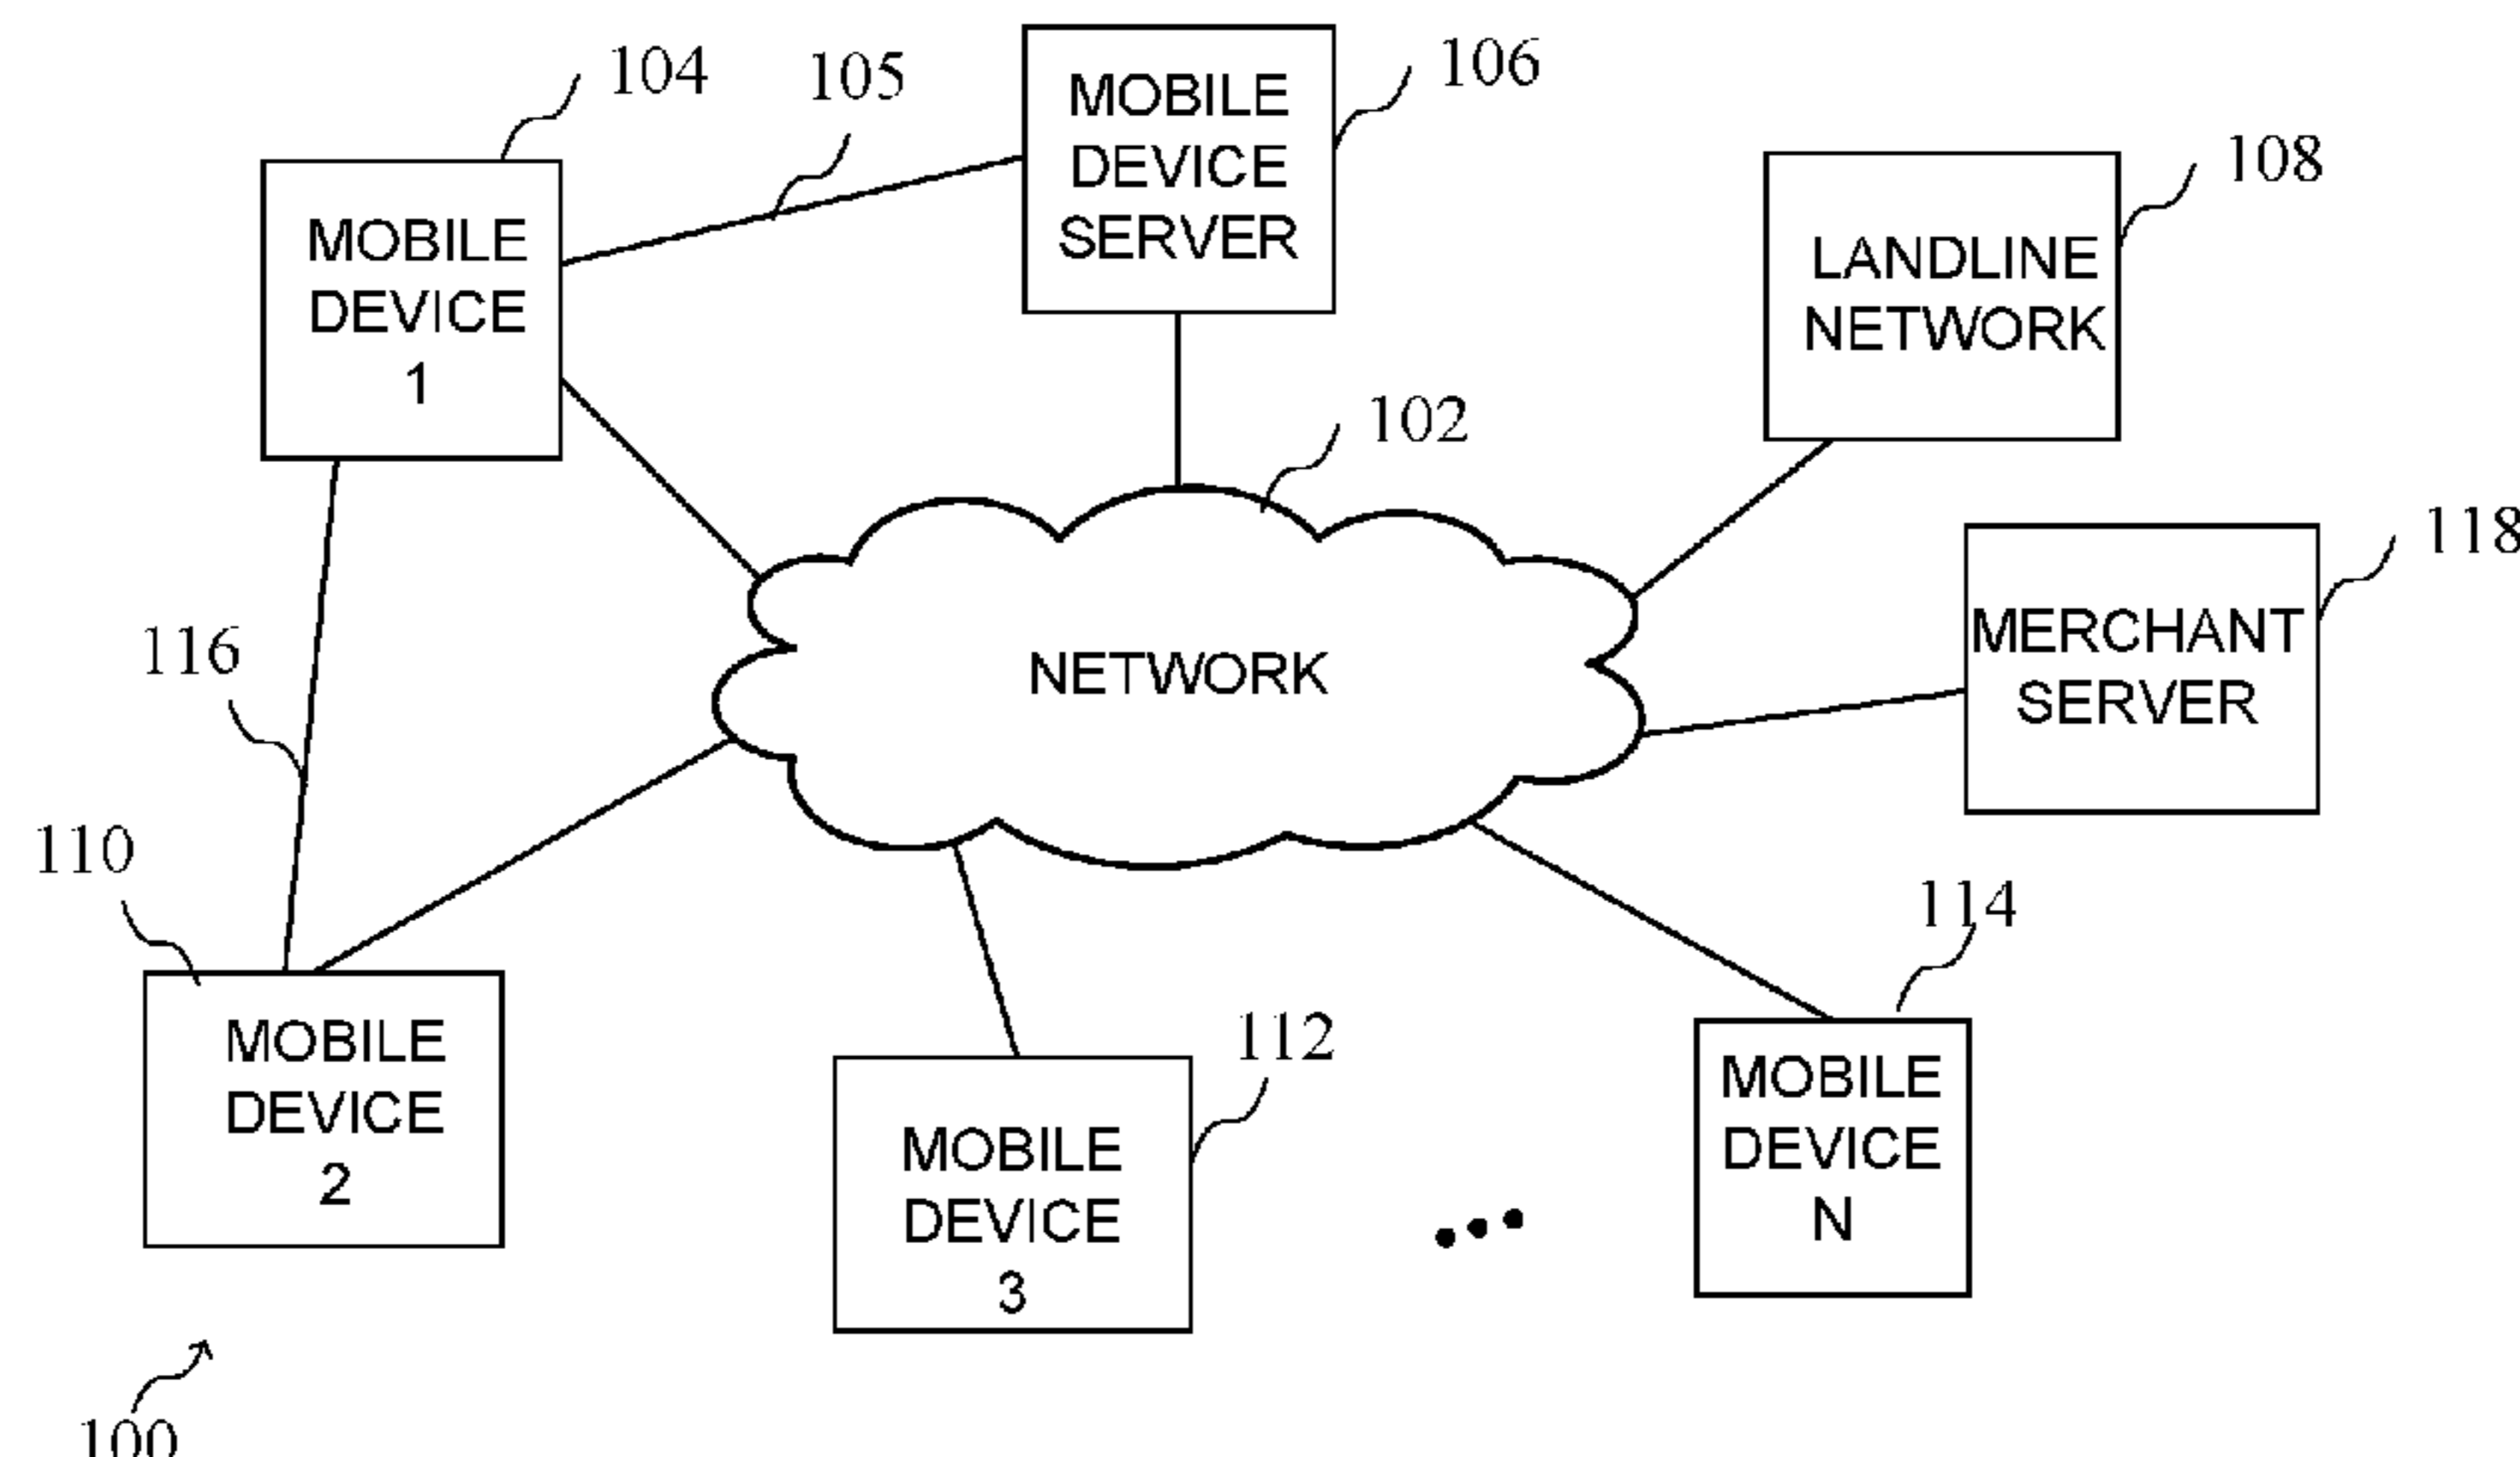 104
105
MOBILE
DEVICE
SERVER
106
MOBILE
DEVICE
1
LANDLINE
NETWORK
108
102
NETWORK
MERCHANT
SERVER
118
116
110
MOBILE
DEVICE
2
112
MOBILE
DEVICE
3
114
MOBILE
DEVICE
N
100